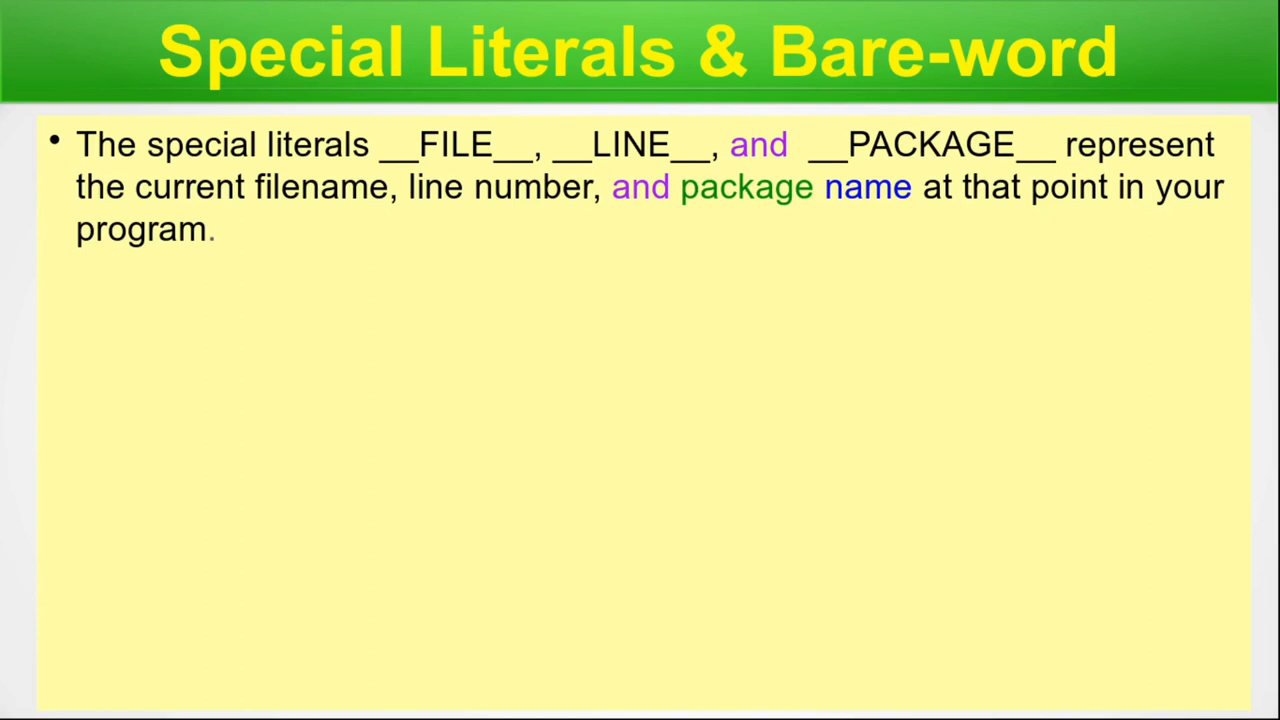 Special Literals & Bare-word
• The special literals __FILE__, __LINE__, and __PACKAGE__ represent
the current filename, line number, and package name at that point in your
program.